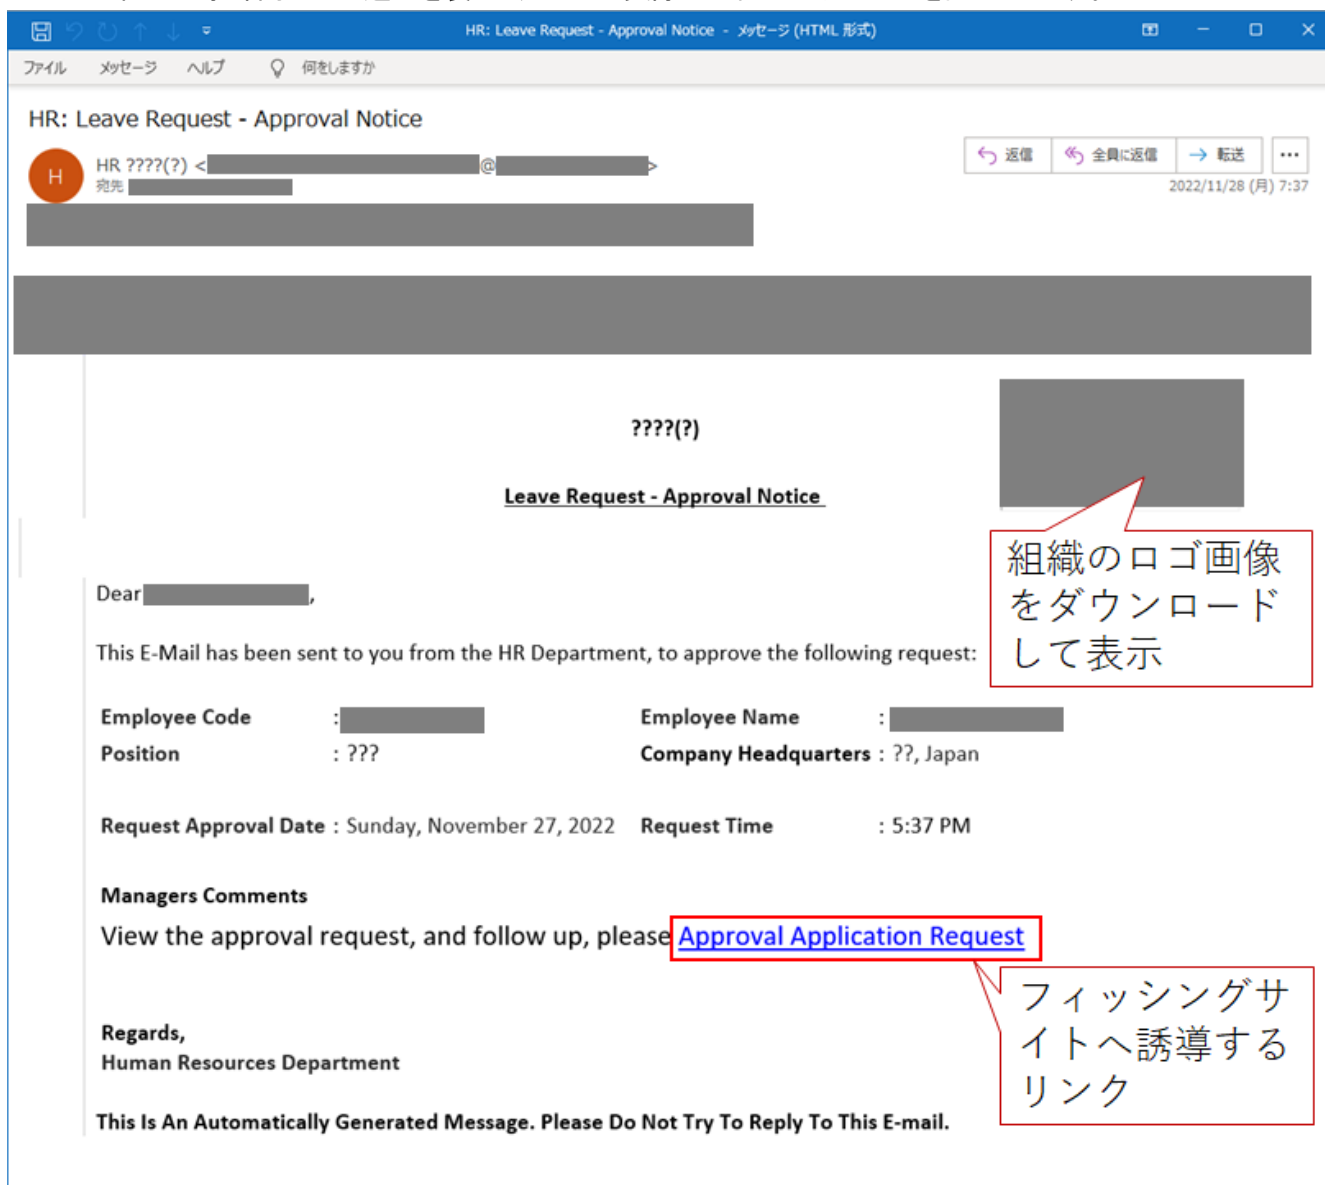 HR: Leave Request - Approval Notice - メッセージ (HTML 形式)
ファイル メッセージ ヘルプ 何をしますか
HR: Leave Request - Approval Notice
H
HR ????(?) < @ >
宛先
返信 全員に返信 転送 ...
2022/11/28 (月) 7:37
????(?)
Leave Request - Approval Notice
組織のロゴ画像
をダウンロード
して表示
Dear ,
This E-Mail has been sent to you from the HR Department, to approve the following request:
Employee Code : Employee Name :
Position : ??? Company Headquarters : ??, Japan
Request Approval Date : Sunday, November 27, 2022 Request Time : 5:37 PM
Managers Comments
View the approval request, and follow up, please Approval Application Request
フィッシングサ
イトへ誘導する
リンク
Regards,
Human Resources Department
This Is An Automatically Generated Message. Please Do Not Try To Reply To This E-mail.